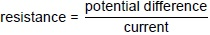 resistance = potential difference / current